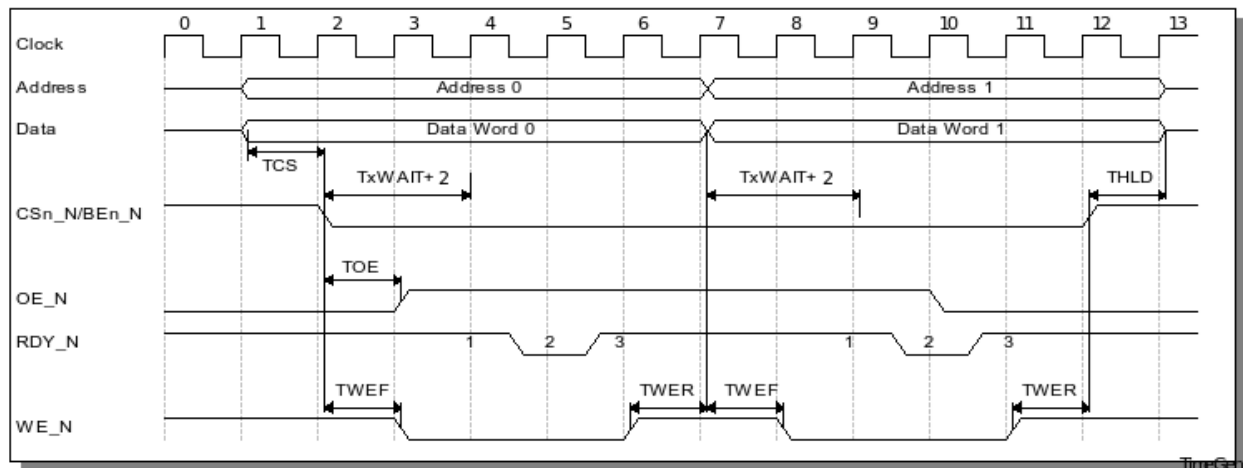 0 1 2 3 4 5 6 7 8 9 10 11 12 13
Clock
Address Address 0 Address 1
Data Data Word 0 Data Word 1
TCS
TxWAIT+ 2 TxWAIT+ 2 THLD
CSn_N/BEn_N
TOE
OE_N
RDY_N 1 2 3 1 2 3
TWEF TWER TWEF TWER
WE_N
TimeGen